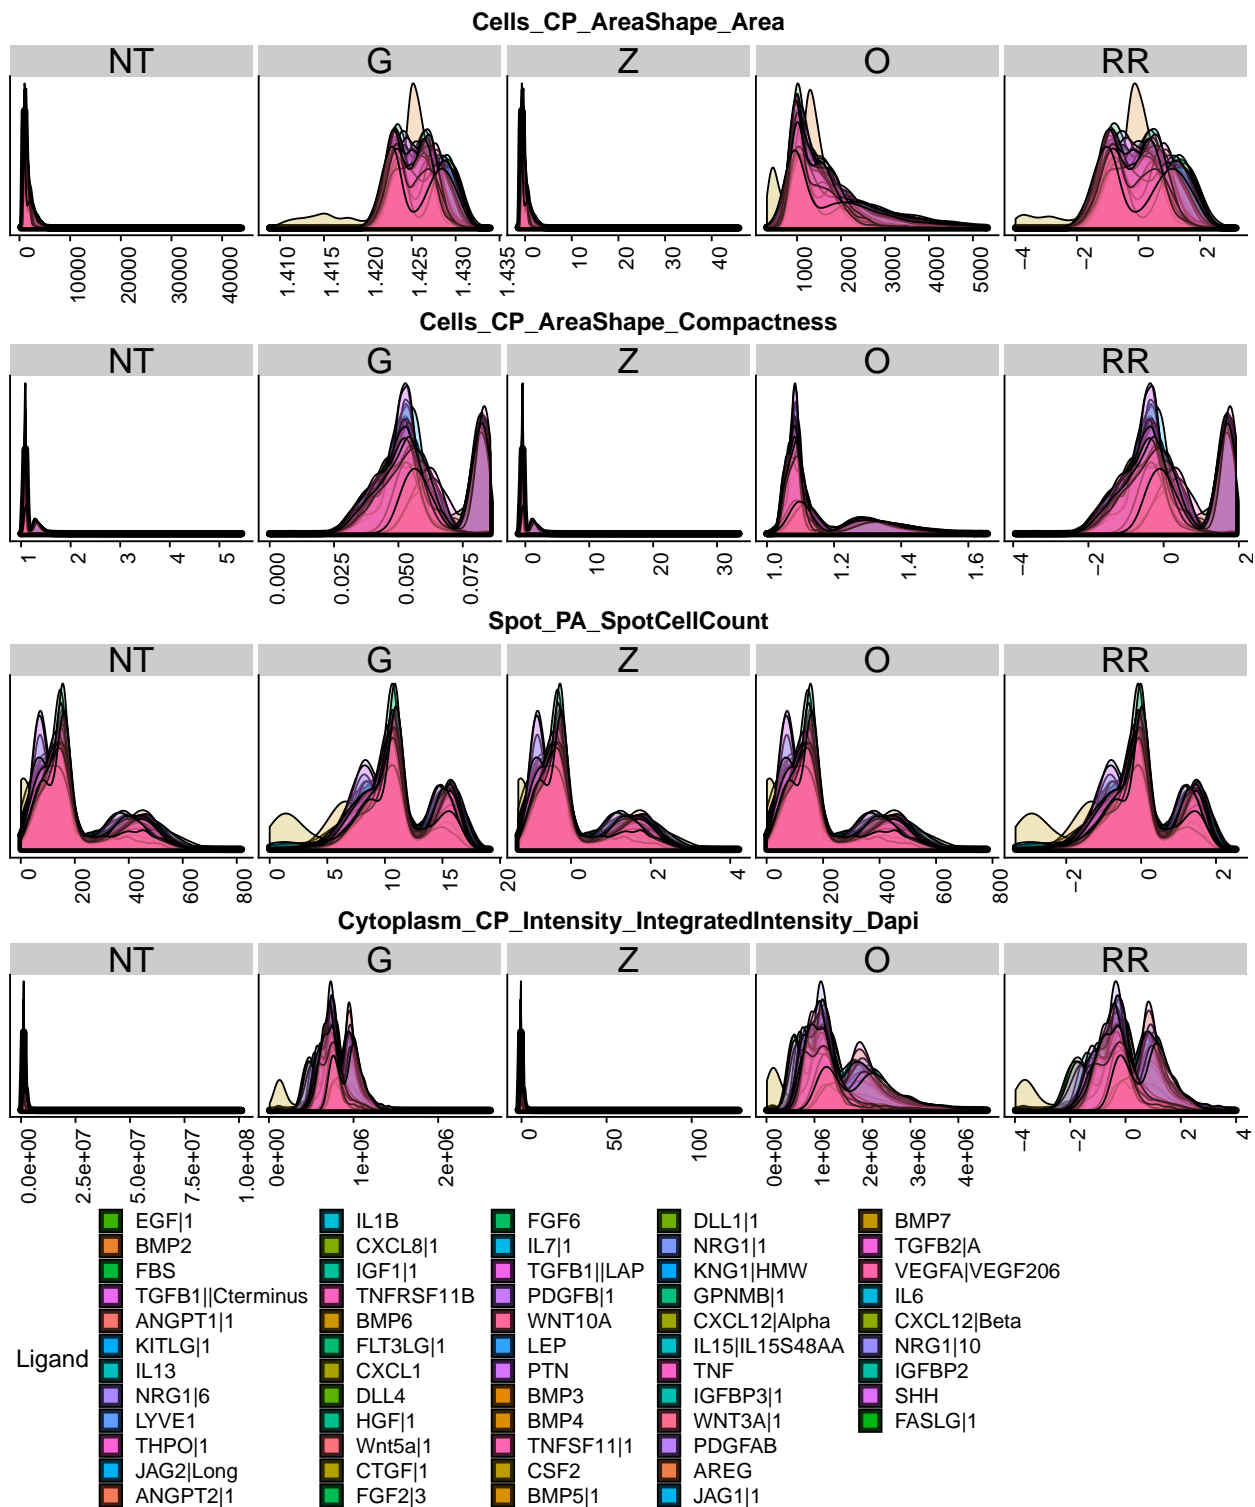 Cells_CP_AreaShape_Area
NT G Z O RR
0 10000 20000 30000 40000 1.410 1.415 1.420 1.425 1.430 1.435 0 10 20 30 40 1000 2000 3000 4000 5000 −4 −2 0 2
Cells_CP_AreaShape_Compactness
NT G Z O RR
1 2 3 4 5 0.000 0.025 0.050 0.075 0 10 20 30 1.0 1.2 1.4 1.6 −4 −2 0 2
Spot_PA_SpotCellCount
NT G Z O RR
0 200 400 600 800 0 5 10 15 20 0 2 4 0 200 400 600 800 −2 0 2
Cytoplasm_CP_Intensity_IntegratedIntensity_Dapi
NT G Z O RR
0.0e+00 2.5e+07 5.0e+07 7.5e+07 1.0e+08 0e+00 1e+06 2e+06 0 50 100 0e+00 1e+06 2e+06 3e+06 4e+06 −4 −2 0 2 4
Ligand
EGF|1
BMP2
FBS
TGFB1||Cterminus
ANGPT1|1
KITLG|1
IL13
NRG1|6
LYVE1
THPO|1
JAG2|Long
ANGPT2|1
IL1B
CXCL8|1
IGF1|1
TNFRSF11B
BMP6
FLT3LG|1
CXCL1
DLL4
HGF|1
Wnt5a|1
CTGF|1
FGF2|3
FGF6
IL7|1
TGFB1||LAP
PDGFB|1
WNT10A
LEP
PTN
BMP3
BMP4
TNFSF11|1
CSF2
BMP5|1
DLL1|1
NRG1|1
KNG1|HMW
GPNMB|1
CXCL12|Alpha
IL15|IL15S48AA
TNF
IGFBP3|1
WNT3A|1
PDGFAB
AREG
JAG1|1
BMP7
TGFB2|A
VEGFA|VEGF206
IL6
CXCL12|Beta
NRG1|10
IGFBP2
SHH
FASLG|1